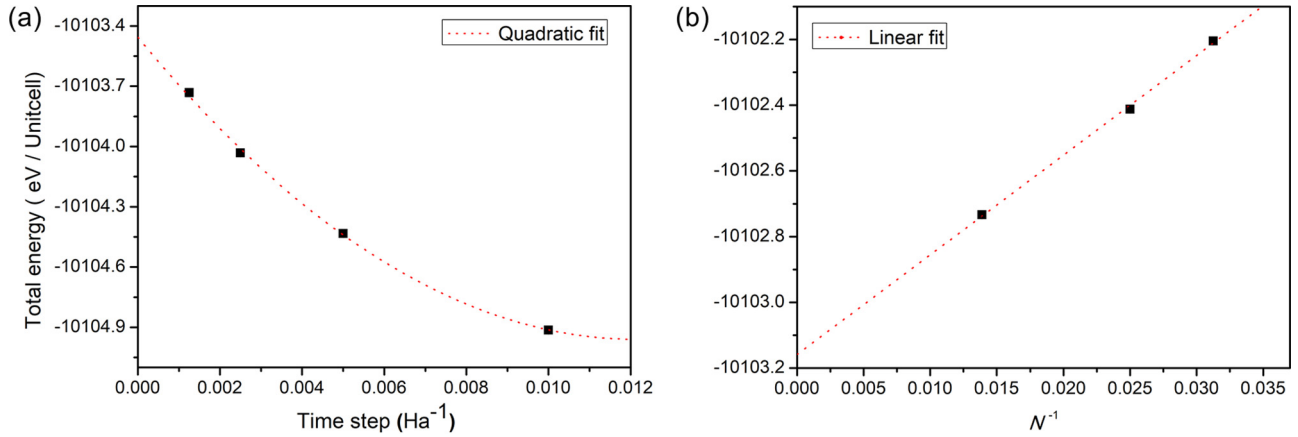 (a)
Quadratic fit
Total energy ( eV / Unitcell)
-10103.4
-10103.7
-10104.0
-10104.3
-10104.6
-10104.9
0.000 0.002 0.004 0.006 0.008 0.010 0.012
Time step (Ha⁻¹)
(b)
Linear fit
-10102.2
-10102.4
-10102.6
-10102.8
-10103.0
-10103.2
0.000 0.005 0.010 0.015 0.020 0.025 0.030 0.035
N⁻¹